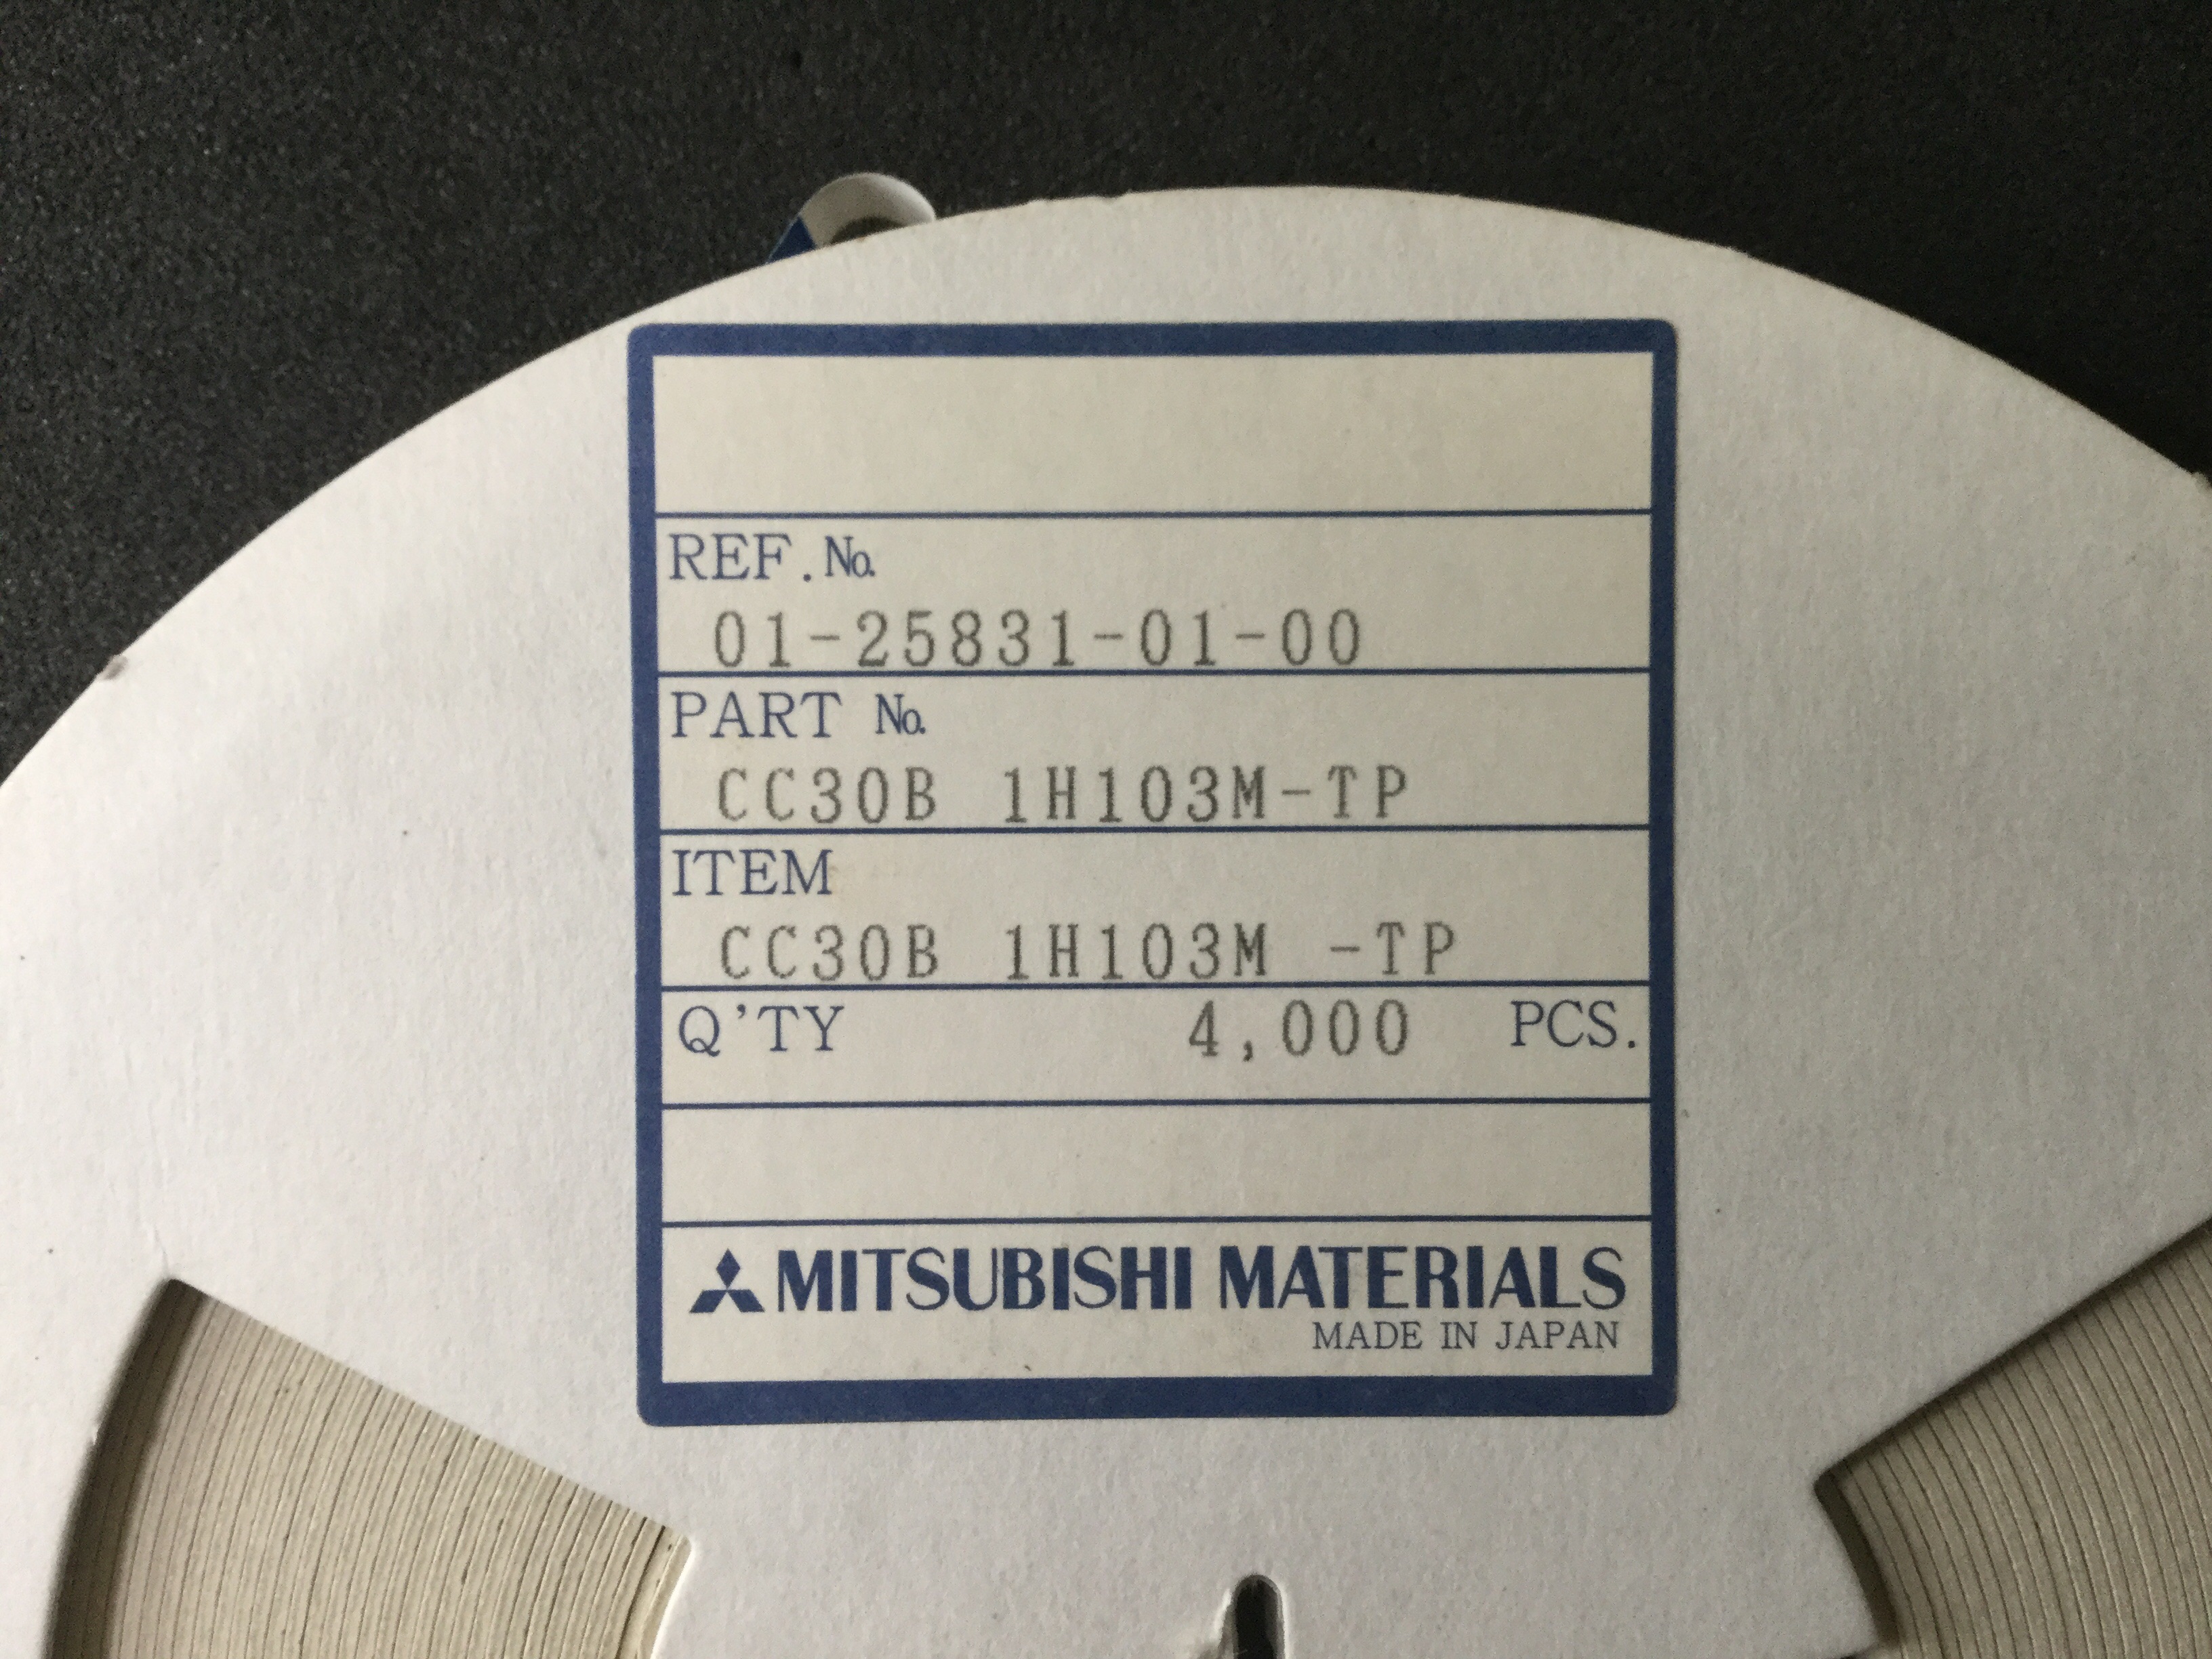 REF.No.
01-25831-01-00
PART No.
CC30B 1H103M-TP
ITEM
CC30B 1H103M -TP
Q'TY 4,000 PCS.
MITSUBISHI MATERIALS
MADE IN JAPAN